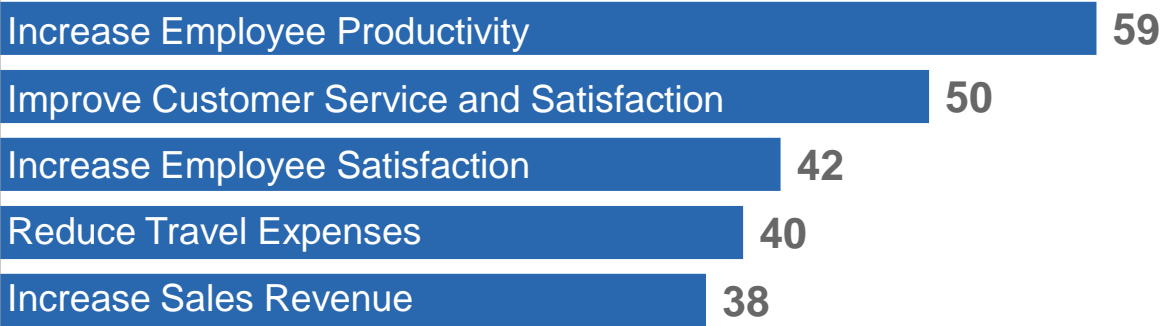 Increase Employee Productivity 59
Improve Customer Service and Satisfaction 50
Increase Employee Satisfaction 42
Reduce Travel Expenses 40
Increase Sales Revenue 38